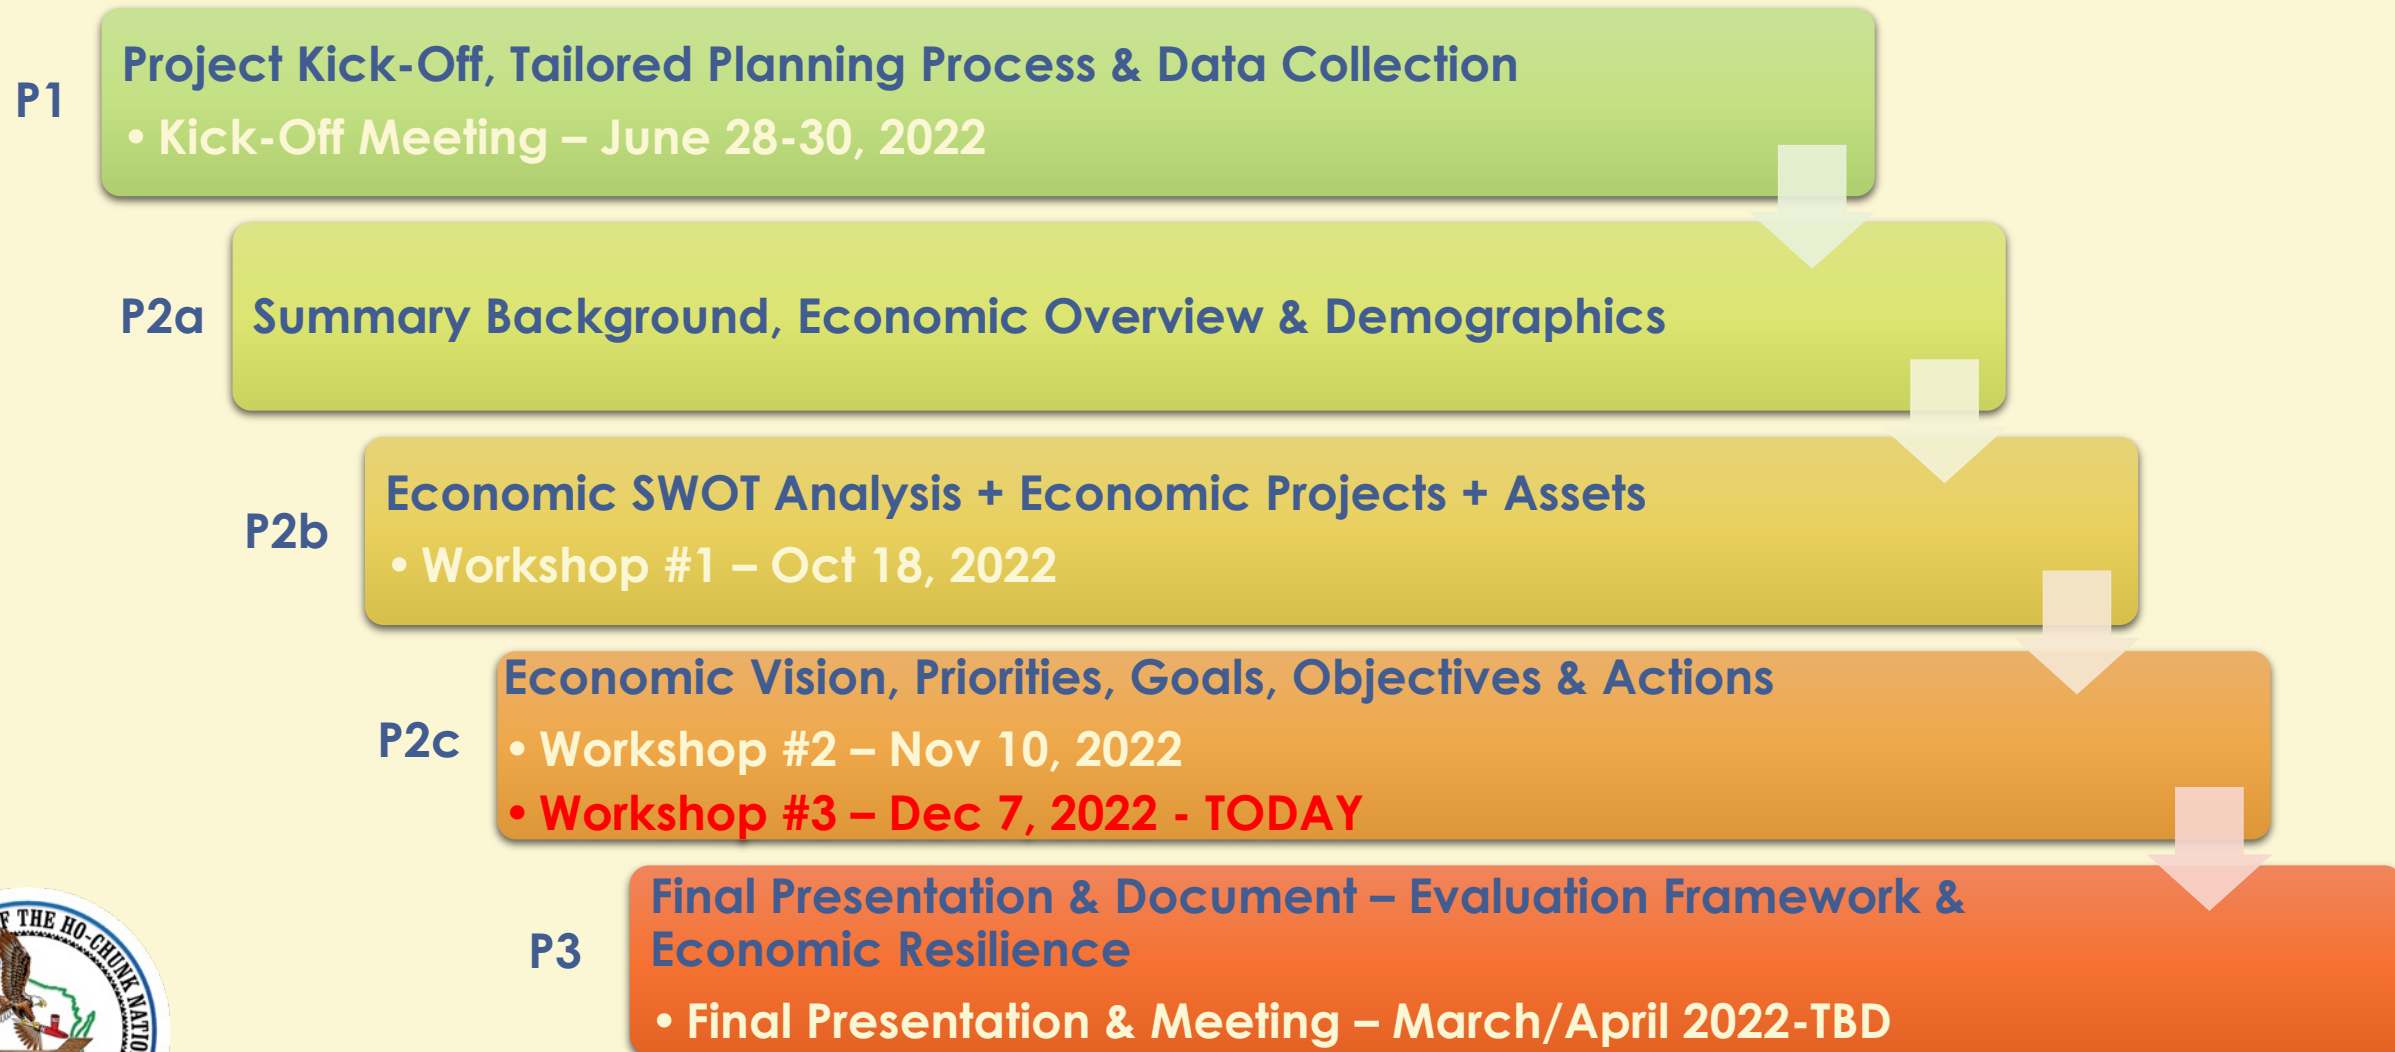 P1
Project Kick-Off, Tailored Planning Process & Data Collection
• Kick-Off Meeting – June 28-30, 2022
P2a
Summary Background, Economic Overview & Demographics
P2b
Economic SWOT Analysis + Economic Projects + Assets
• Workshop #1 – Oct 18, 2022
P2c
Economic Vision, Priorities, Goals, Objectives & Actions
• Workshop #2 – Nov 10, 2022
• Workshop #3 – Dec 7, 2022 - TODAY
P3
Final Presentation & Document – Evaluation Framework &
Economic Resilience
• Final Presentation & Meeting – March/April 2022-TBD
THE HO-CHUNK